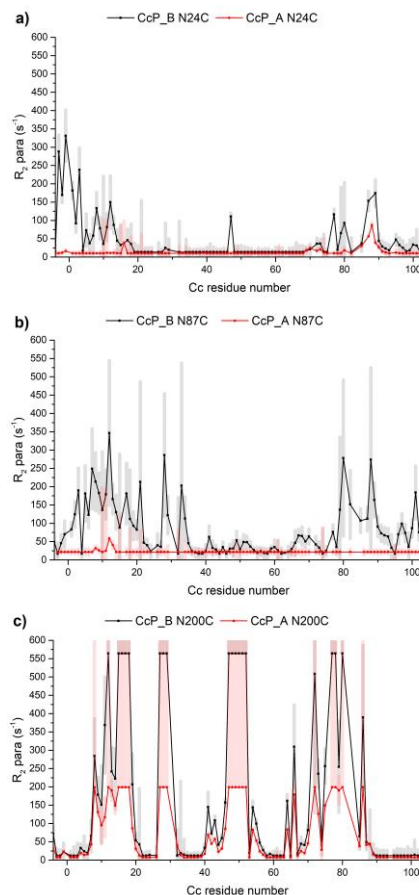 a)
CcP_B N24C CcP_A N24C
R2 para (s-1)
600
550
500
450
400
350
300
250
200
150
100
50
0
0 20 40 60 80 100
Cc residue number
b)
CcP_B N87C CcP_A N87C
R2 para (s-1)
600
550
500
450
400
350
300
250
200
150
100
50
0
0 20 40 60 80 100
Cc residue number
c)
CcP_B N200C CcP_A N200C
R2 para (s-1)
600
550
500
450
400
350
300
250
200
150
100
50
0
0 20 40 60 80 100
Cc residue number